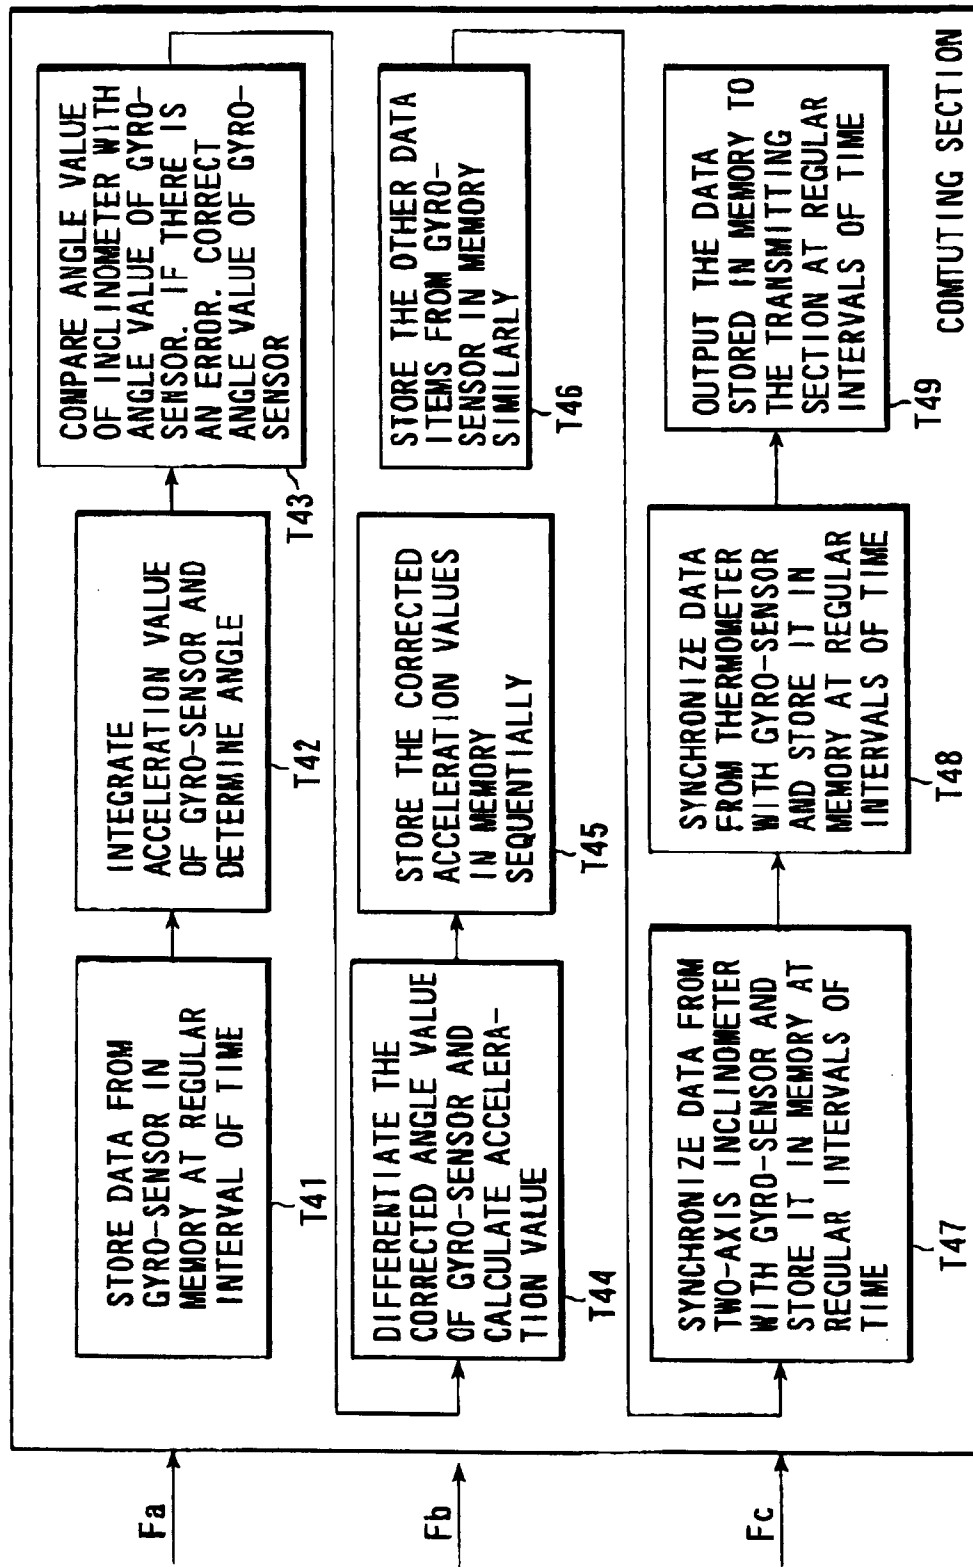 Fa
STORE DATA FROM
GYRO-SENSOR IN
MEMORY AT REGULAR
INTERVAL OF TIME
T41
INTEGRATE
ACCELERATION VALUE
OF GYRO-SENSOR AND
DETERMINE ANGLE
T42
COMPARE ANGLE VALUE
OF INCLINOMETER WITH
ANGLE VALUE OF GYRO-
SENSOR. IF THERE IS
AN ERROR. CORRECT
ANGLE VALUE OF GYRO-
SENSOR
T43
Fb
DIFFERENTIATE THE
CORRECTED ANGLE VALUE
OF GYRO-SENSOR AND
CALCULATE ACCELERA-
TION VALUE
T44
STORE THE CORRECTED
ACCELERATION VALUES
IN MEMORY
SEQUENTIALLY
T45
STORE THE OTHER DATA
ITEMS FROM GYRO-
SENSOR IN MEMORY
SIMILARLY
T46
Fc
SYNCHRONIZE DATA FROM
TWO-AXIS INCLINOMETER
WITH GYRO-SENSOR AND
STORE IT IN MEMORY AT
REGULAR INTERVALS OF
TIME
T47
SYNCHRONIZE DATA
FROM THERMOMETER
WITH GYRO-SENSOR
AND STORE IT IN
MEMORY AT REGULAR
INTERVALS OF TIME
T48
OUTPUT THE DATA
STORED IN MEMORY TO
THE TRANSMITTING
SECTION AT REGULAR
INTERVALS OF TIME
T49
COMTUTING SECTION